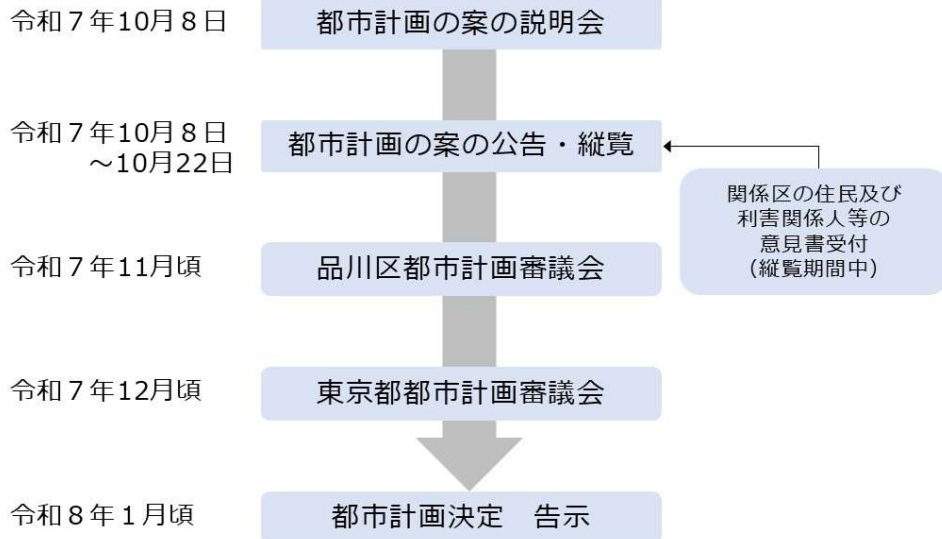 令和７年10月８日
都市計画の案の説明会
令和７年10月８日
～10月22日
都市計画の案の公告・縦覧
関係区の住民及び
利害関係人等の
意見書受付
（縦覧期間中）
令和７年11月頃
品川区都市計画審議会
令和７年12月頃
東京都都市計画審議会
令和８年１月頃
都市計画決定　告示